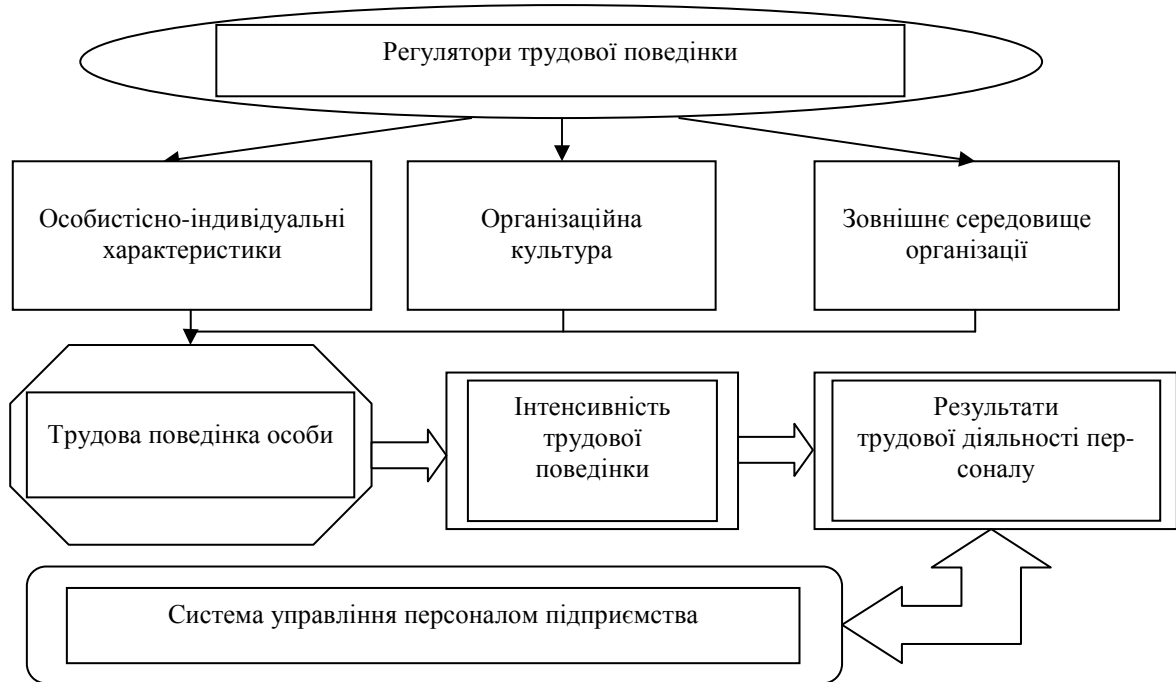 Регулятори трудової поведінки
Особистісно-індивідуальні
характеристики
Організаційна
культура
Зовнішнє середовище
організації
Трудова поведінка особи
Інтенсивність
трудової
поведінки
Результати
трудової діяльності пер-
соналу
Система управління персоналом підприємства